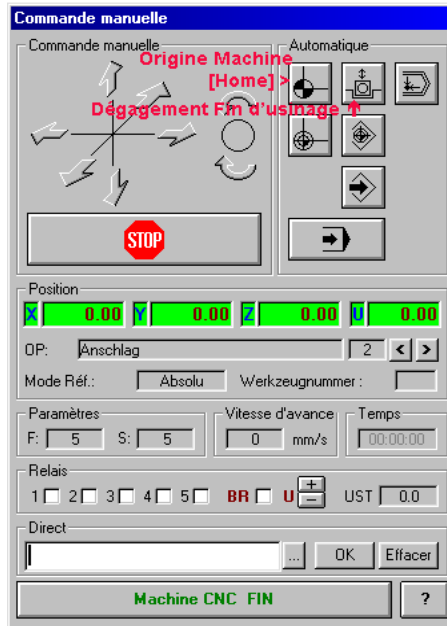 Commande manuelle
Commande manuelle
Automatique
Origine Machine
[Home] >
Dégagement Fin d'usinage ↑
STOP
Position
X 0.00 Y 0.00 Z 0.00 U 0.00
OP: Anschlag 2 < >
Mode Réf.: Absolu Werkzeugnummer :
Paramètres
Vitesse d'avance
Temps
F: 5 S: 5 0 mm/s 00:00:00
Relais
1 2 3 4 5 BR U + − UST 0.0
Direct
... OK Effacer
Machine CNC FIN ?